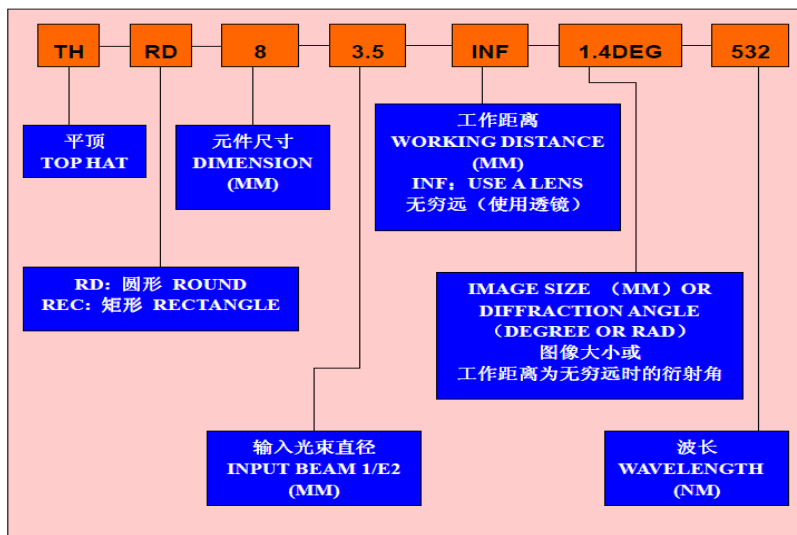 TH RD 8 3.5 INF 1.4DEG 532
平顶
TOP HAT
元件尺寸
DIMENSION
(MM)
工作距离
WORKING DISTANCE
(MM)
INF：USE A LENS
无穷远（使用透镜）
RD：圆形 ROUND
REC：矩形 RECTANGLE
IMAGE SIZE （MM）OR
DIFFRACTION ANGLE
（DEGREE OR RAD）
图像大小或
工作距离为无穷远时的衍射角
输入光束直径
INPUT BEAM 1/E2
(MM)
波长
WAVELENGTH
(NM)